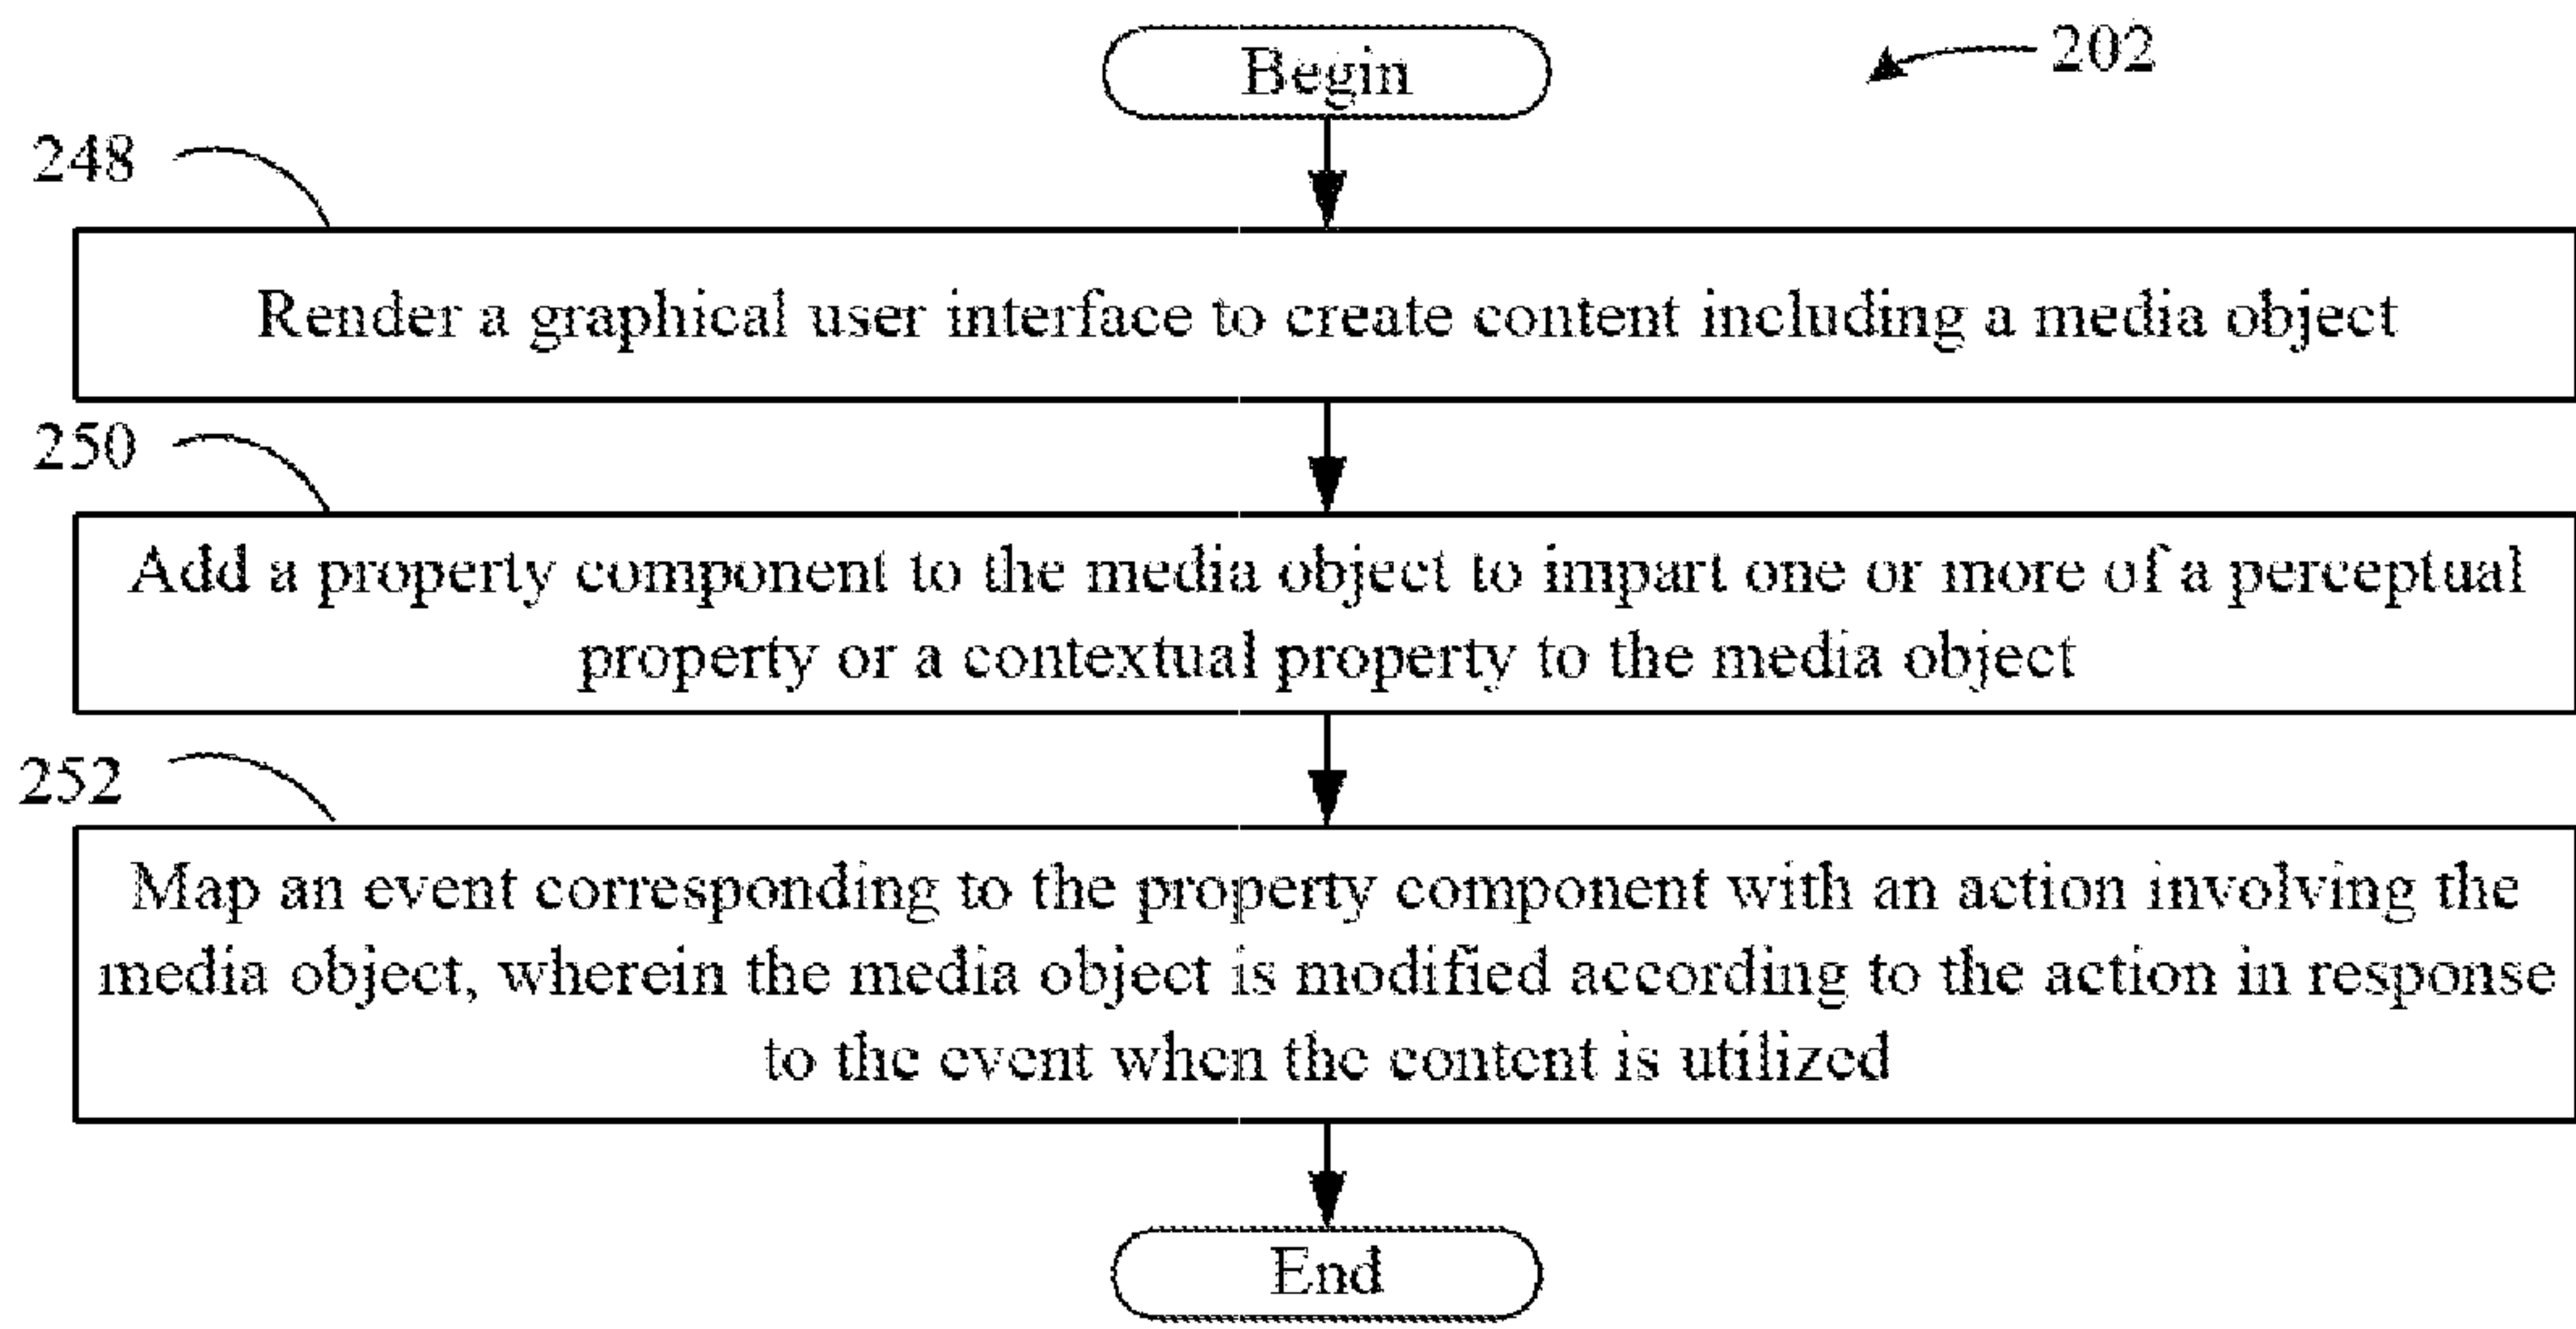 Begin
202
248
Render a graphical user interface to create content including a media object
250
Add a property component to the media object to impart one or more of a perceptual
property or a contextual property to the media object
252
Map an event corresponding to the property component with an action involving the
media object, wherein the media object is modified according to the action in response
to the event when the content is utilized
End